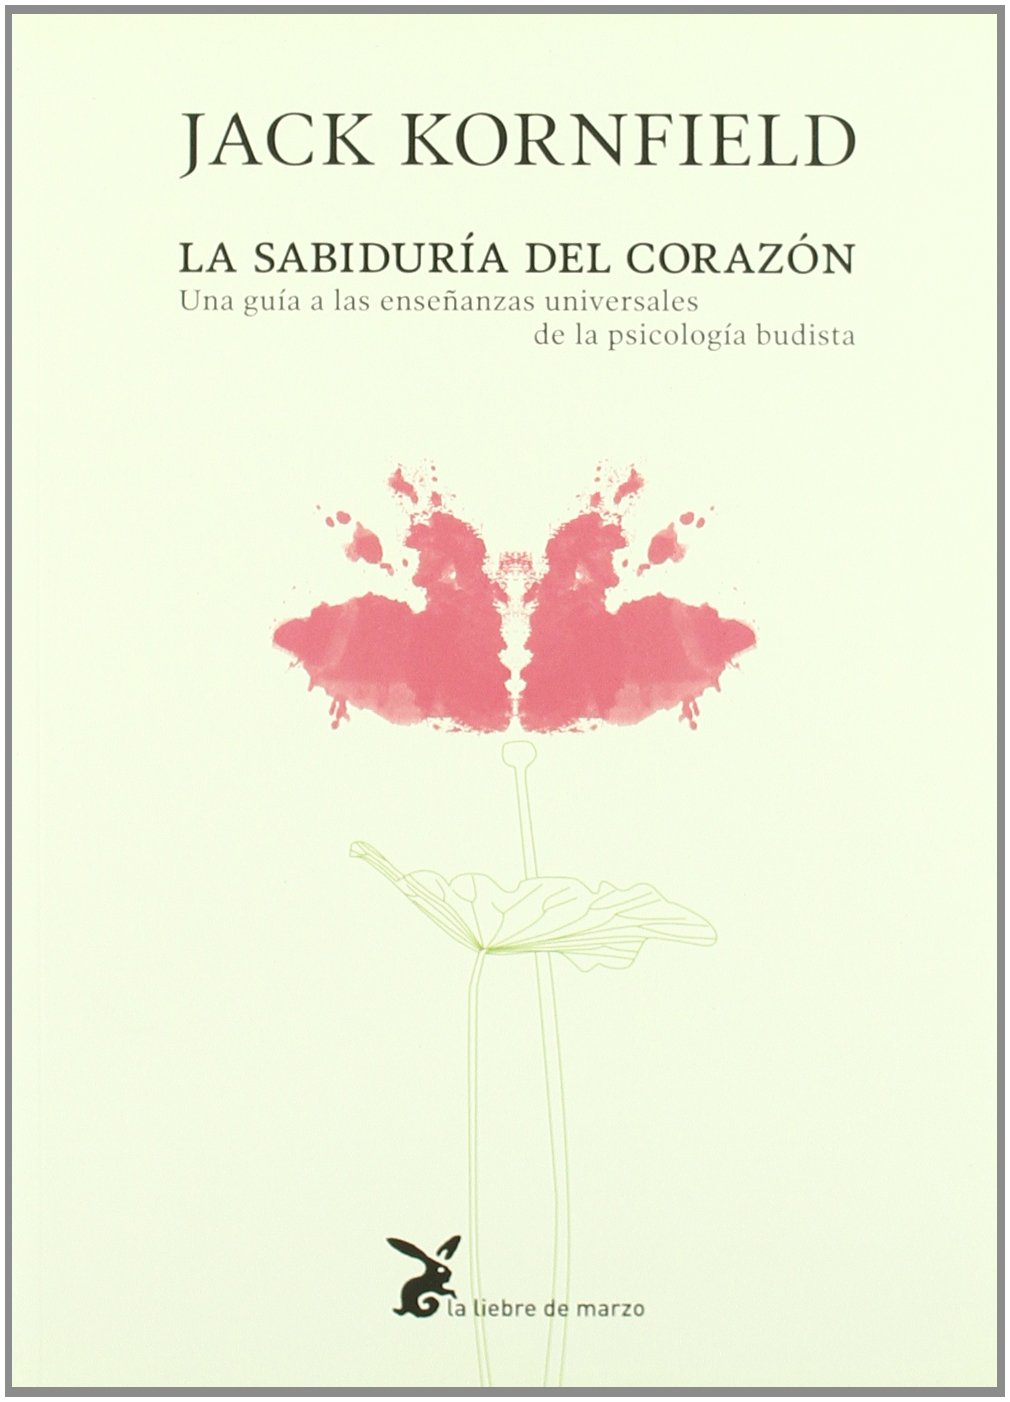 JACK KORNFIELD
LA SABIDURÍA DEL CORAZÓN
Una guía a las enseñanzas universales
de la psicología budista
la liebre de marzo